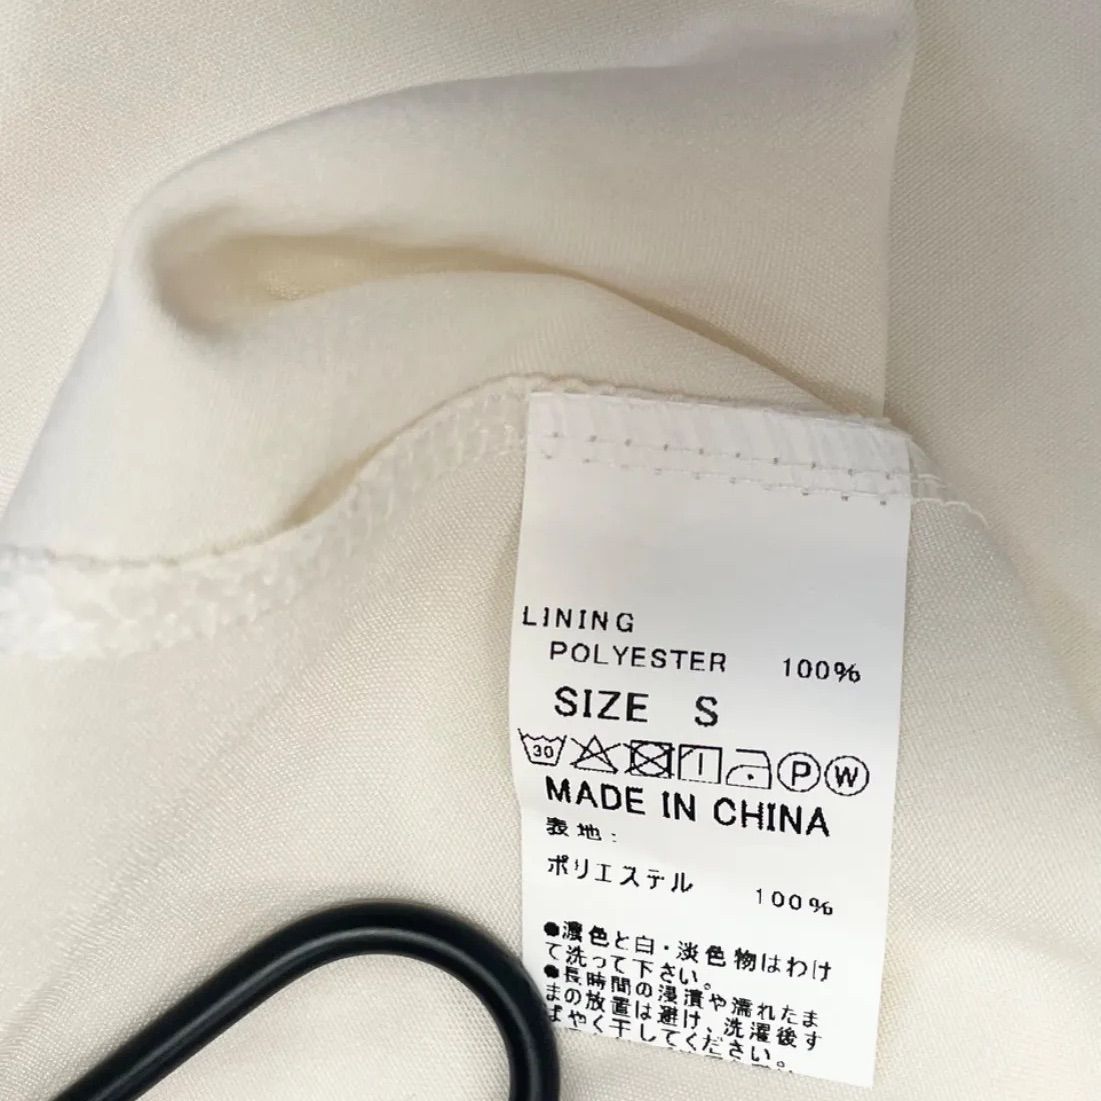 LINING
POLYESTER 100%
SIZE S
30 P W
MADE IN CHINA
表地:
ポリエステル 100%
●濃色と白・淡色物はわけ
て洗って下さい。
●長時間の浸漬や濡れたま
まの放置は避け、洗濯後す
ばやく干してください。